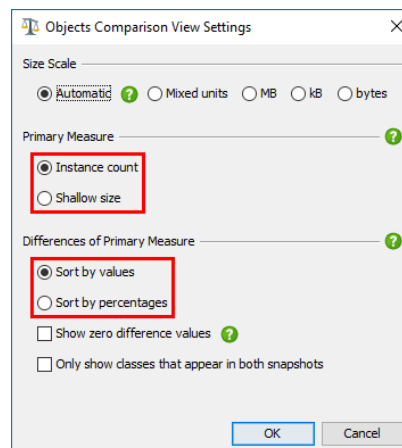 Objects Comparison View Settings
Size Scale
Automatic ? Mixed units MB kB bytes
Primary Measure ?
Instance count
Shallow size
Differences of Primary Measure ?
Sort by values
Sort by percentages
Show zero difference values ?
Only show classes that appear in both snapshots
OK Cancel